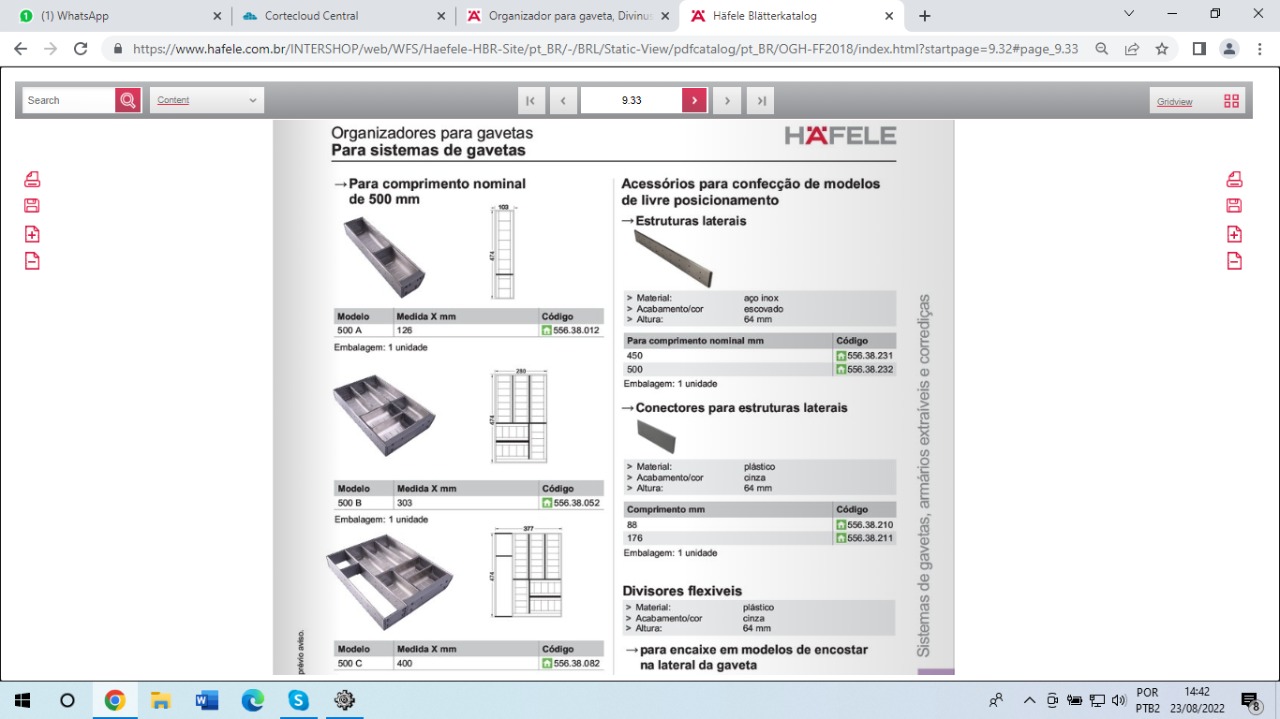 (1) WhatsApp
Cortecloud Central
Organizador para gaveta, Divinus
Häfele Blätterkatalog
https://www.hafele.com.br/INTERSHOP/web/WFS/Haefele-HBR-Site/pt_BR/-/BRL/Static-View/pdfcatalog/pt_BR/OGH-FF2018/index.html?startpage=9.32#page_9.33
Search
Content
9.33
Gridview
Organizadores para gavetas
Para sistemas de gavetas
HÄFELE
→Para comprimento nominal
de 500 mm
103
474
Modelo Medida X mm Código
500 A 126 556.38.012
Embalagem: 1 unidade
280
474
Modelo Medida X mm Código
500 B 303 556.38.052
Embalagem: 1 unidade
377
474
Modelo Medida X mm Código
500 C 400 556.38.082
prévio aviso.
Acessórios para confecção de modelos
de livre posicionamento
→Estruturas laterais
> Material: aço inox
> Acabamento/cor escovado
> Altura: 64 mm
Para comprimento nominal mm Código
450 556.38.231
500 556.38.232
Embalagem: 1 unidade
→Conectores para estruturas laterais
> Material: plástico
> Acabamento/cor cinza
> Altura: 64 mm
Comprimento mm Código
88 556.38.210
176 556.38.211
Embalagem: 1 unidade
Divisores flexiveis
> Material: plástico
> Acabamento/cor cinza
> Altura: 64 mm
→para encaixe em modelos de encostar
na lateral da gaveta
Sistemas de gavetas, armários extraíveis e corrediças
POR
PTB2
14:42
23/08/2022
8